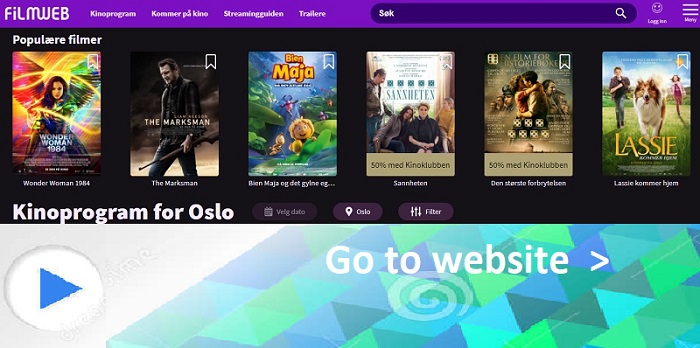 FiLMWEB Kinoprogram Kommer på kino Streamingguiden Trailere Søk Logg inn Meny
Populære filmer
WONDER WOMAN 1984
LIAM NEESON
THE MARKSMAN
Bien Maja
SANNHETEN
50% med Kinoklubben
EN FILM FOR HISTORIEBØKENE
50% med Kinoklubben
LASSIE
KOMMER HJEM
Wonder Woman 1984 The Marksman Bien Maja og det gylne eg... Sannheten Den største forbrytelsen Lassie kommer hjem
Kinoprogram for Oslo Velg dato Oslo Filter
Go to website >